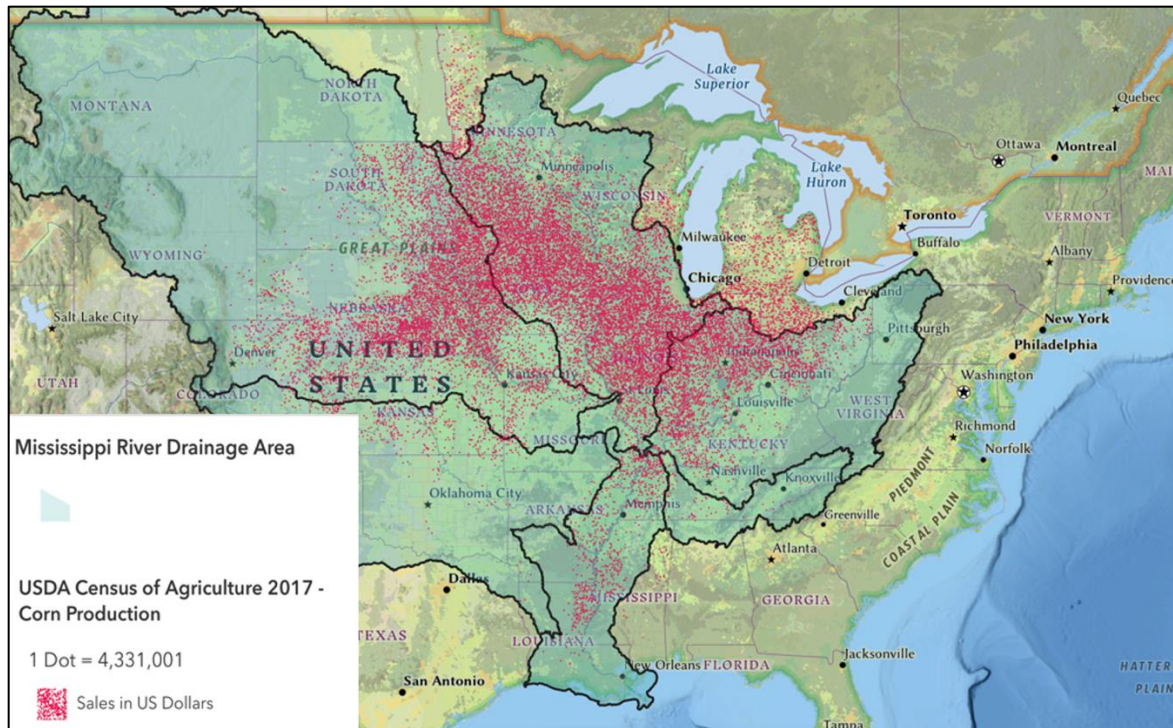 Lake
Superior
Quebec
MONTANA
NORTH
DAKOTA
MINNESOTA
Ottawa
Montreal
Minneapolis
Lake
Huron
MAI
SOUTH
DAKOTA
WISCONSIN
Toronto
VERMONT
GREAT PLAINS
Milwaukee
Buffalo
Albany
WYOMING
Chicago
Detroit
Providence
Cleveland
Salt Lake City
NEBRASKA
Pittsburgh
New York
Denver
UNITED
Indianapolis
Philadelphia
STATES
Kansas City
Cincinnati
Washington
UTAH
COLORADO
Louisville
WEST
VIRGINIA
KANSAS
MISSOURI
KENTUCKY
Richmond
Norfolk
Mississippi River Drainage Area
Nashville
Knoxville
PIEDMONT
COASTAL PLAIN
Oklahoma City
ARKANSAS
Memphis
Greenville
Atlanta
USDA Census of Agriculture 2017 -
Corn Production
Dallas
MISSISSIPPI
GEORGIA
1 Dot = 4,331,001
TEXAS
LOUISIANA
New Orleans
FLORIDA
Jacksonville
HATTER
PLAIN
San Antonio
Sales in US Dollars
Tampa